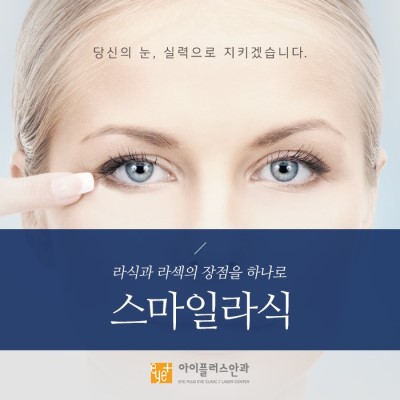 당신의 눈, 실력으로 지키겠습니다.
라식과 라섹의 장점을 하나로
스마일라식
eye+ 아이플러스안과
EYE PLUS EYE CLINIC / LASER CENTER